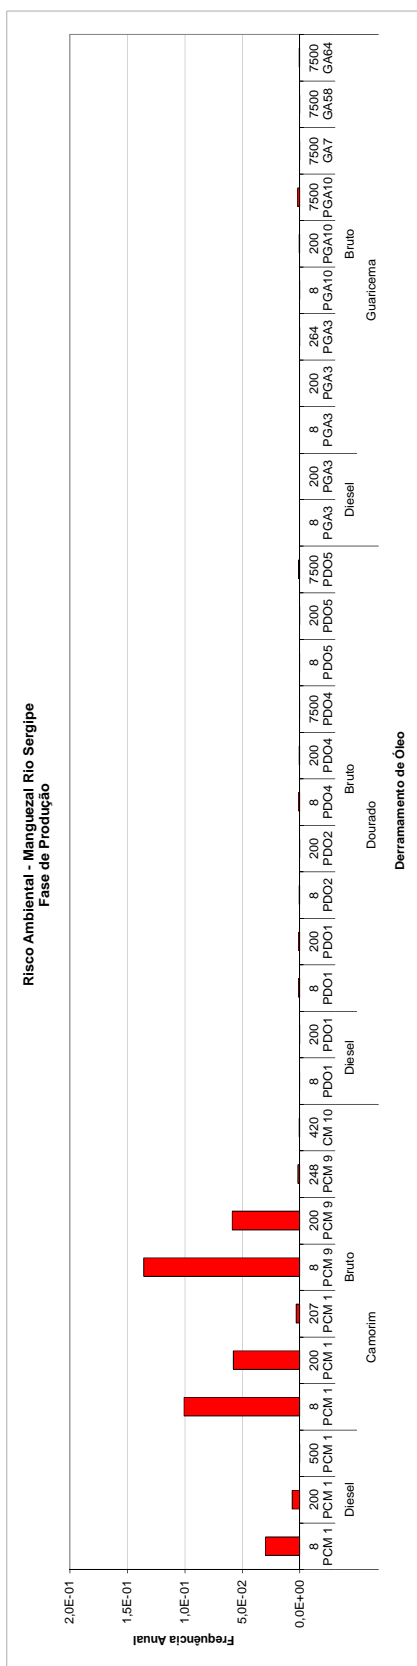 Risco Ambiental - Manguezal Rio Sergipe
Fase de Produção
Frequência Anual
2,0E-01
1,5E-01
1,0E-01
5,0E-02
0,0E+00
8 200 500 8 200 207 8 200 248 420 8 200 8 200 8 200 8 200 7500 8 200 7500 8 200 8 200 264 8 200 7500 7500 7500 7500
PCM 1 PCM 1 PCM 1 PCM 1 PCM 1 PCM 1 PCM 9 PCM 9 PCM 9 CM 10 PDO1 PDO1 PDO1 PDO1 PDO2 PDO2 PDO4 PDO4 PDO4 PDO5 PDO5 PDO5 PGA3 PGA3 PGA3 PGA3 PGA3 PGA10 PGA10 PGA10 GA7 GA58 GA64
Diesel Bruto Diesel Bruto Diesel Bruto
Camorim Dourado Guaricema
Derramamento de Óleo